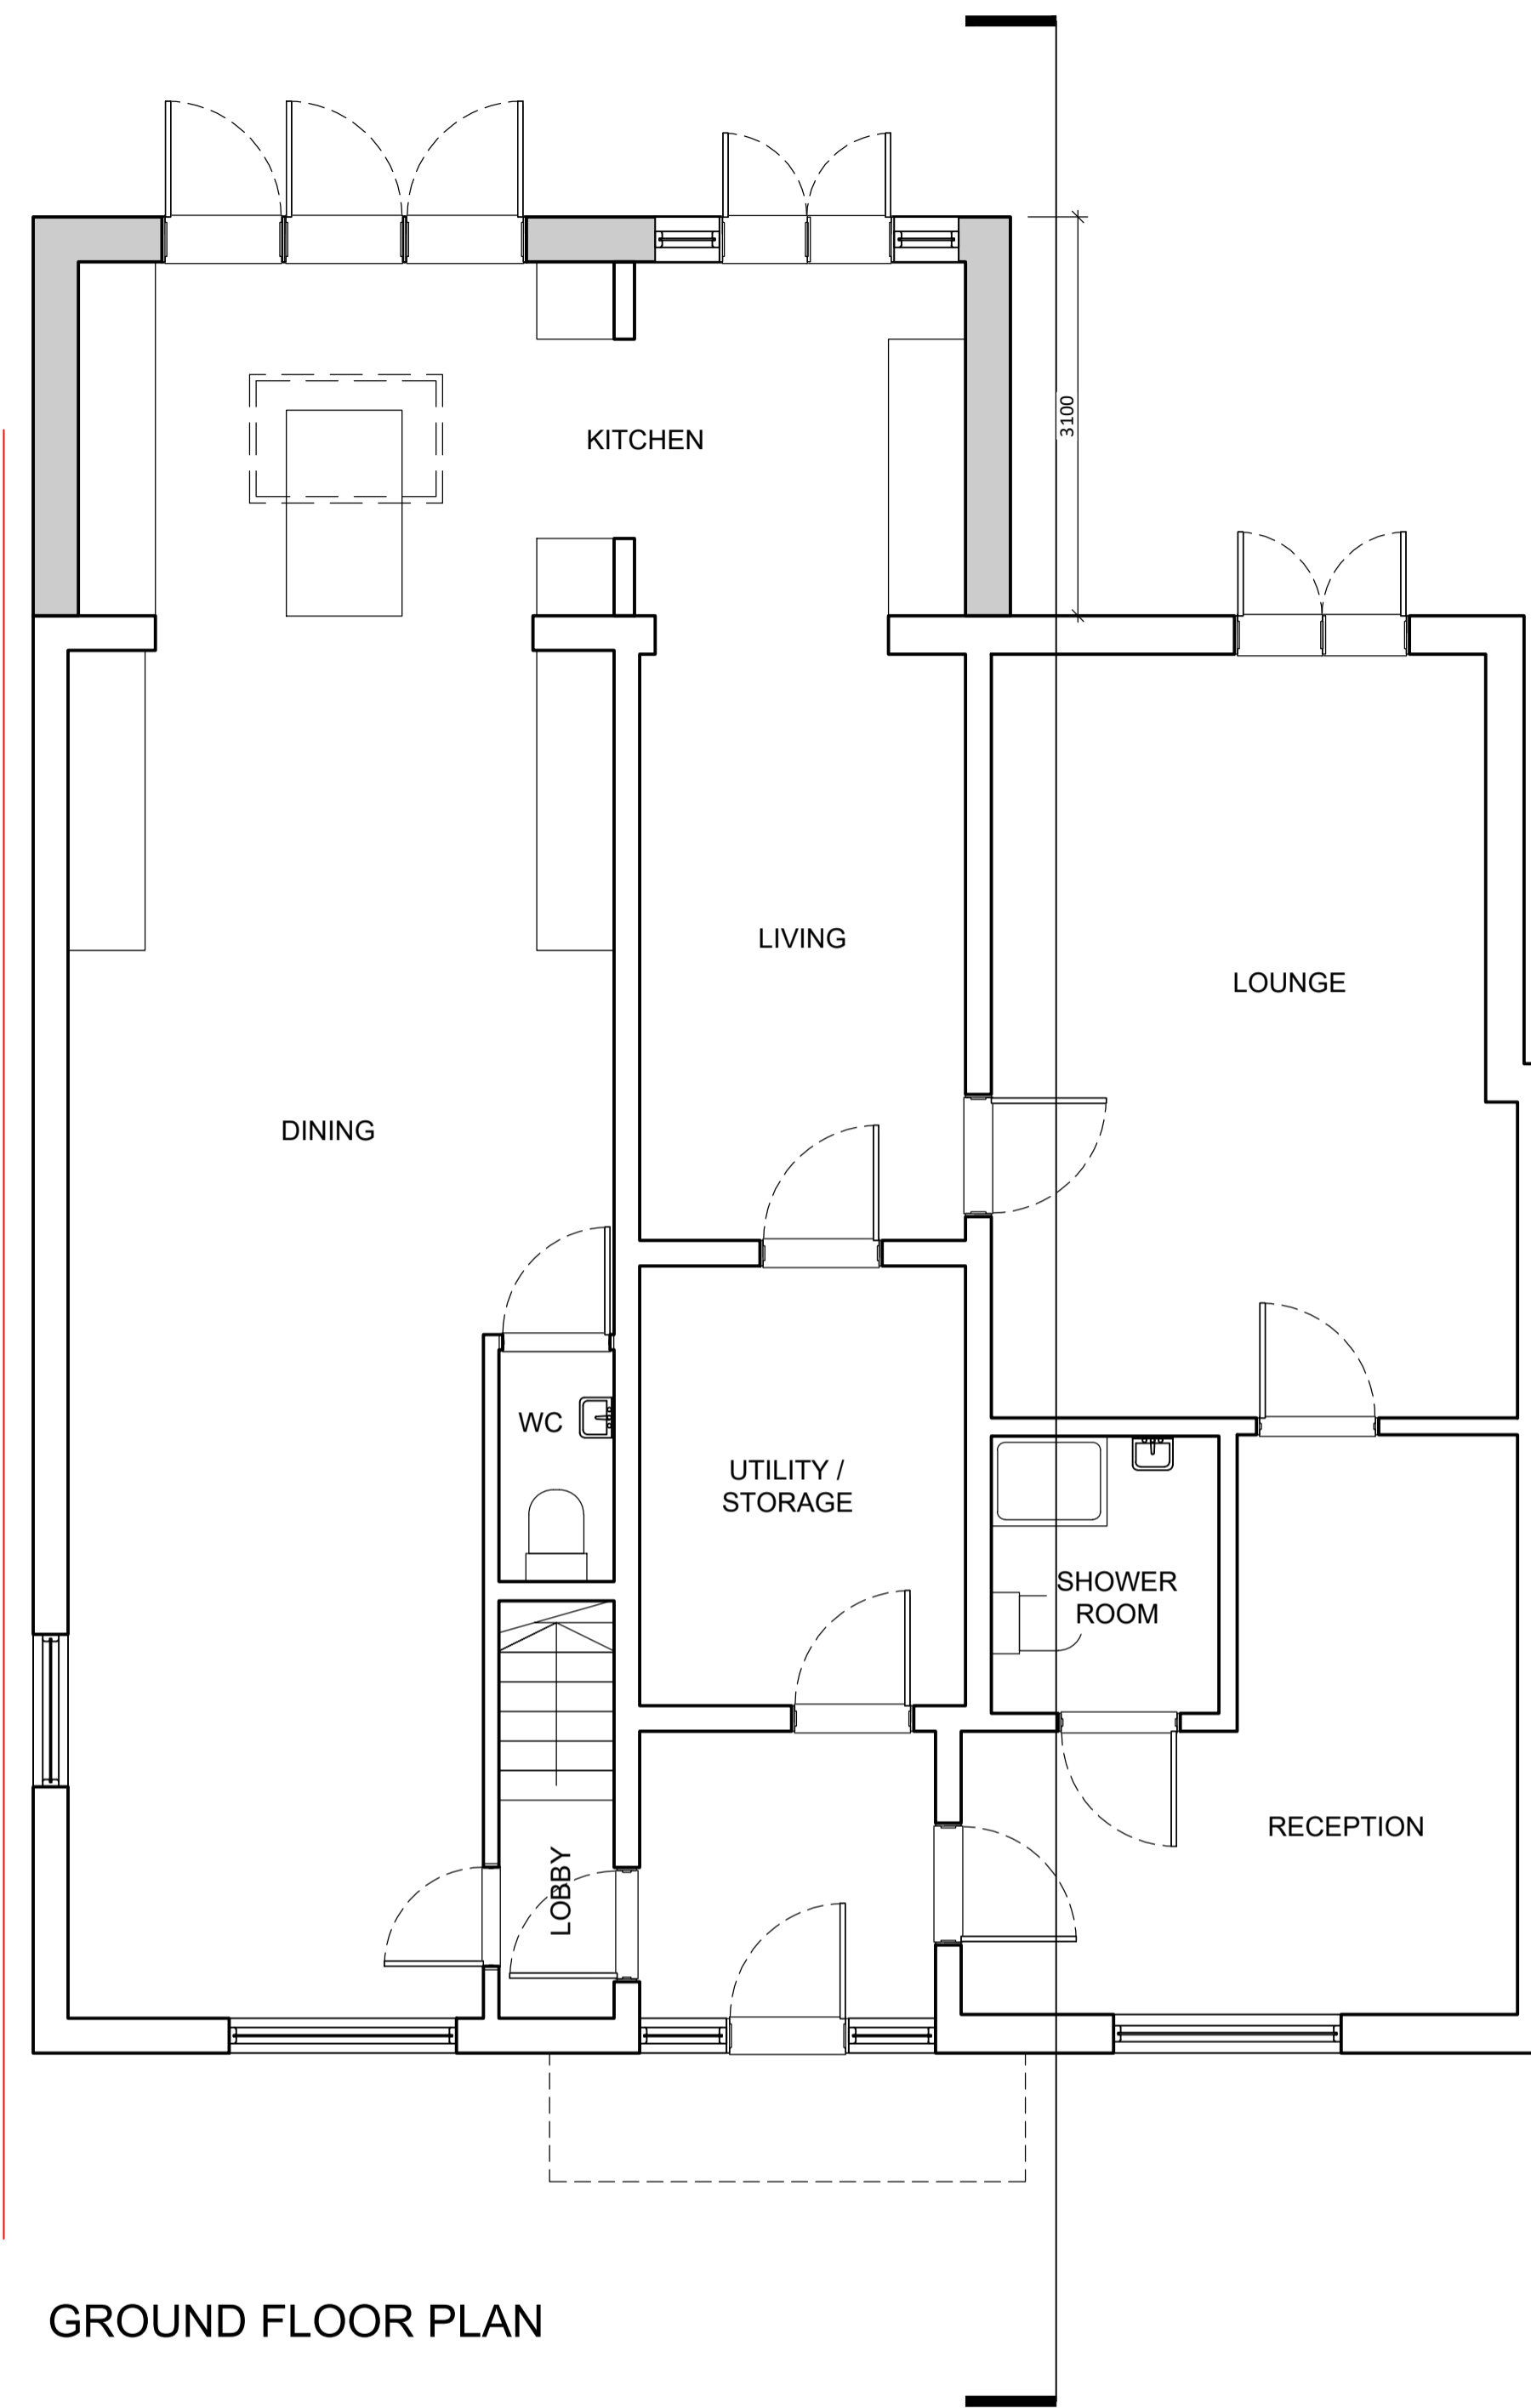 3100
KITCHEN
LIVING
LOUNGE
DINING
WC
UTILITY /
STORAGE
SHOWER
ROOM
RECEPTION
LOBBY
GROUND FLOOR PLAN